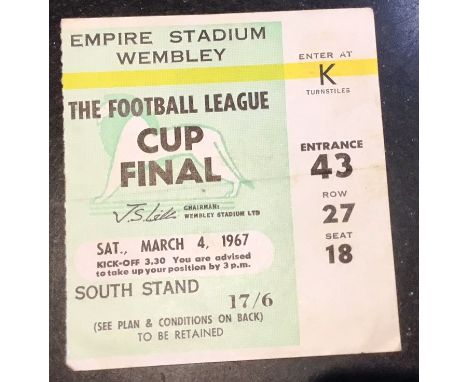 EMPIRE STADIUM
WEMBLEY
THE FOOTBALL LEAGUE
CUP
FINAL
CHAIRMAN:
WEMBLEY STADIUM LTD
SAT., MARCH 4, 1967
KICK-OFF 3.30 You are advised
to take up your position by 3 p.m.
SOUTH STAND
17/6
(SEE PLAN & CONDITIONS ON BACK)
TO BE RETAINED
ENTER AT
K
TURNSTILES
ENTRANCE
43
ROW
27
SEAT
18